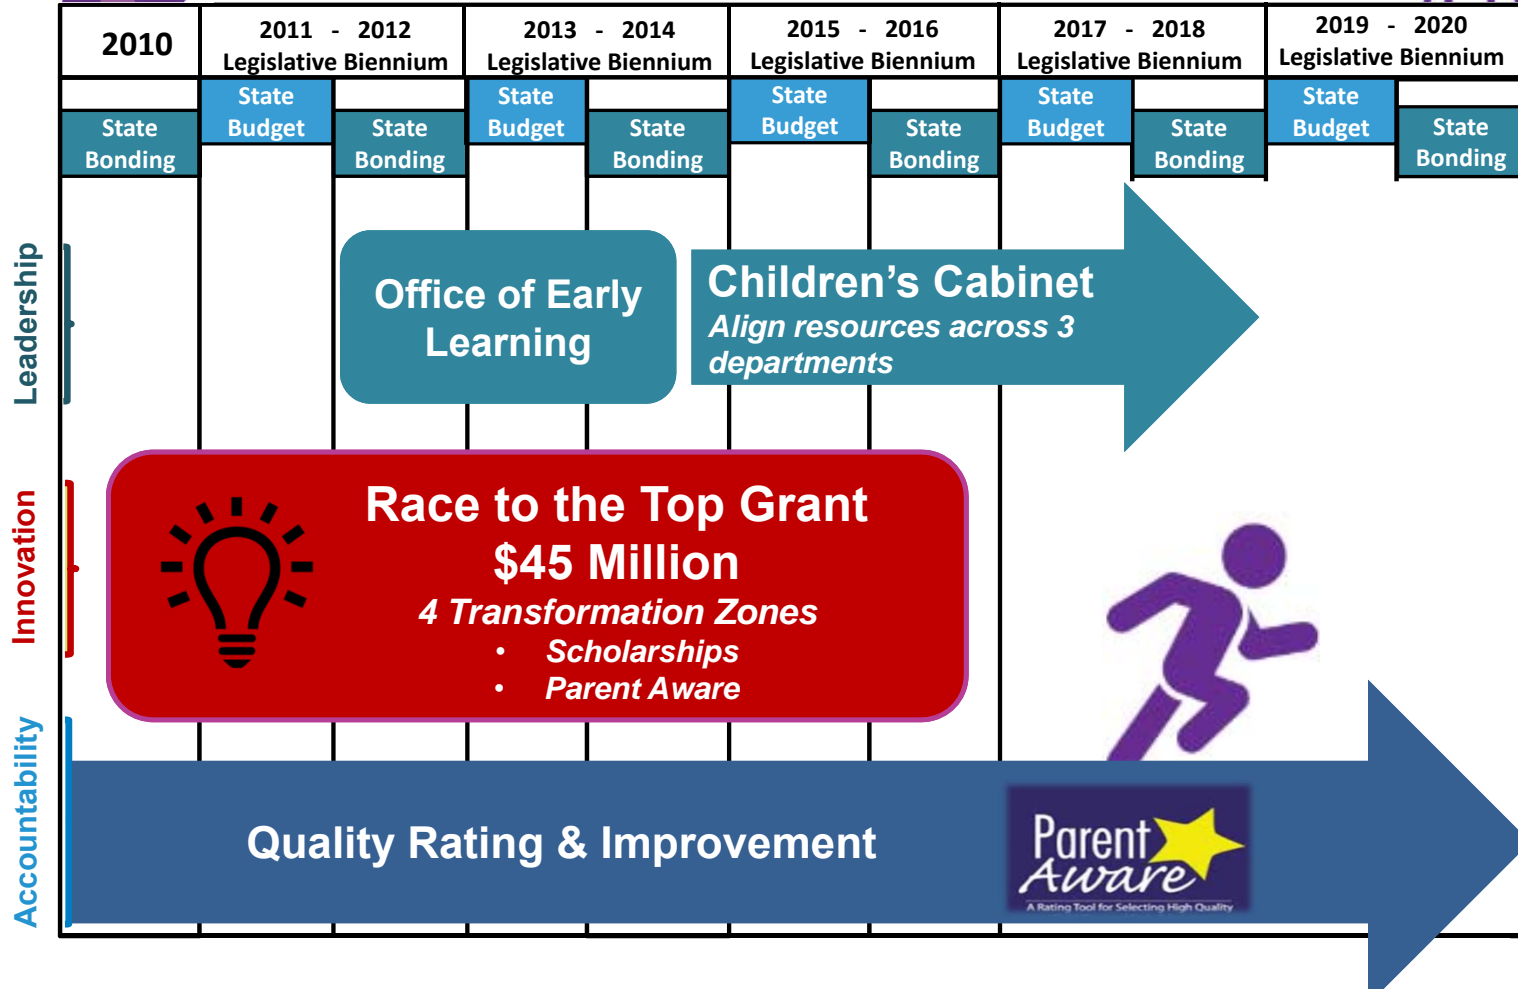 2010
2011 - 2012
Legislative Biennium
2013 - 2014
Legislative Biennium
2015 - 2016
Legislative Biennium
2017 - 2018
Legislative Biennium
2019 - 2020
Legislative Biennium
State
Bonding
State
Budget
State
Bonding
State
Budget
State
Bonding
State
Budget
State
Bonding
State
Budget
State
Bonding
State
Budget
State
Bonding
Leadership
Office of Early
Learning
Children’s Cabinet
Align resources across 3
departments
Innovation
Race to the Top Grant
$45 Million
4 Transformation Zones
• Scholarships
• Parent Aware
Accountability
Quality Rating & Improvement
Parent
Aware
A Rating Tool for Selecting High Quality